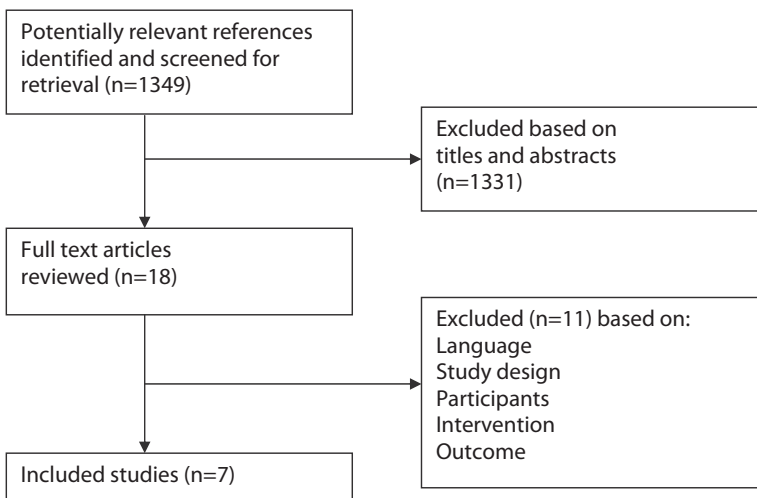 Potentially relevant references
identified and screened for
retrieval (n=1349)
Excluded based on
titles and abstracts
(n=1331)
Full text articles
reviewed (n=18)
Excluded (n=11) based on:
Language
Study design
Participants
Intervention
Outcome
Included studies (n=7)